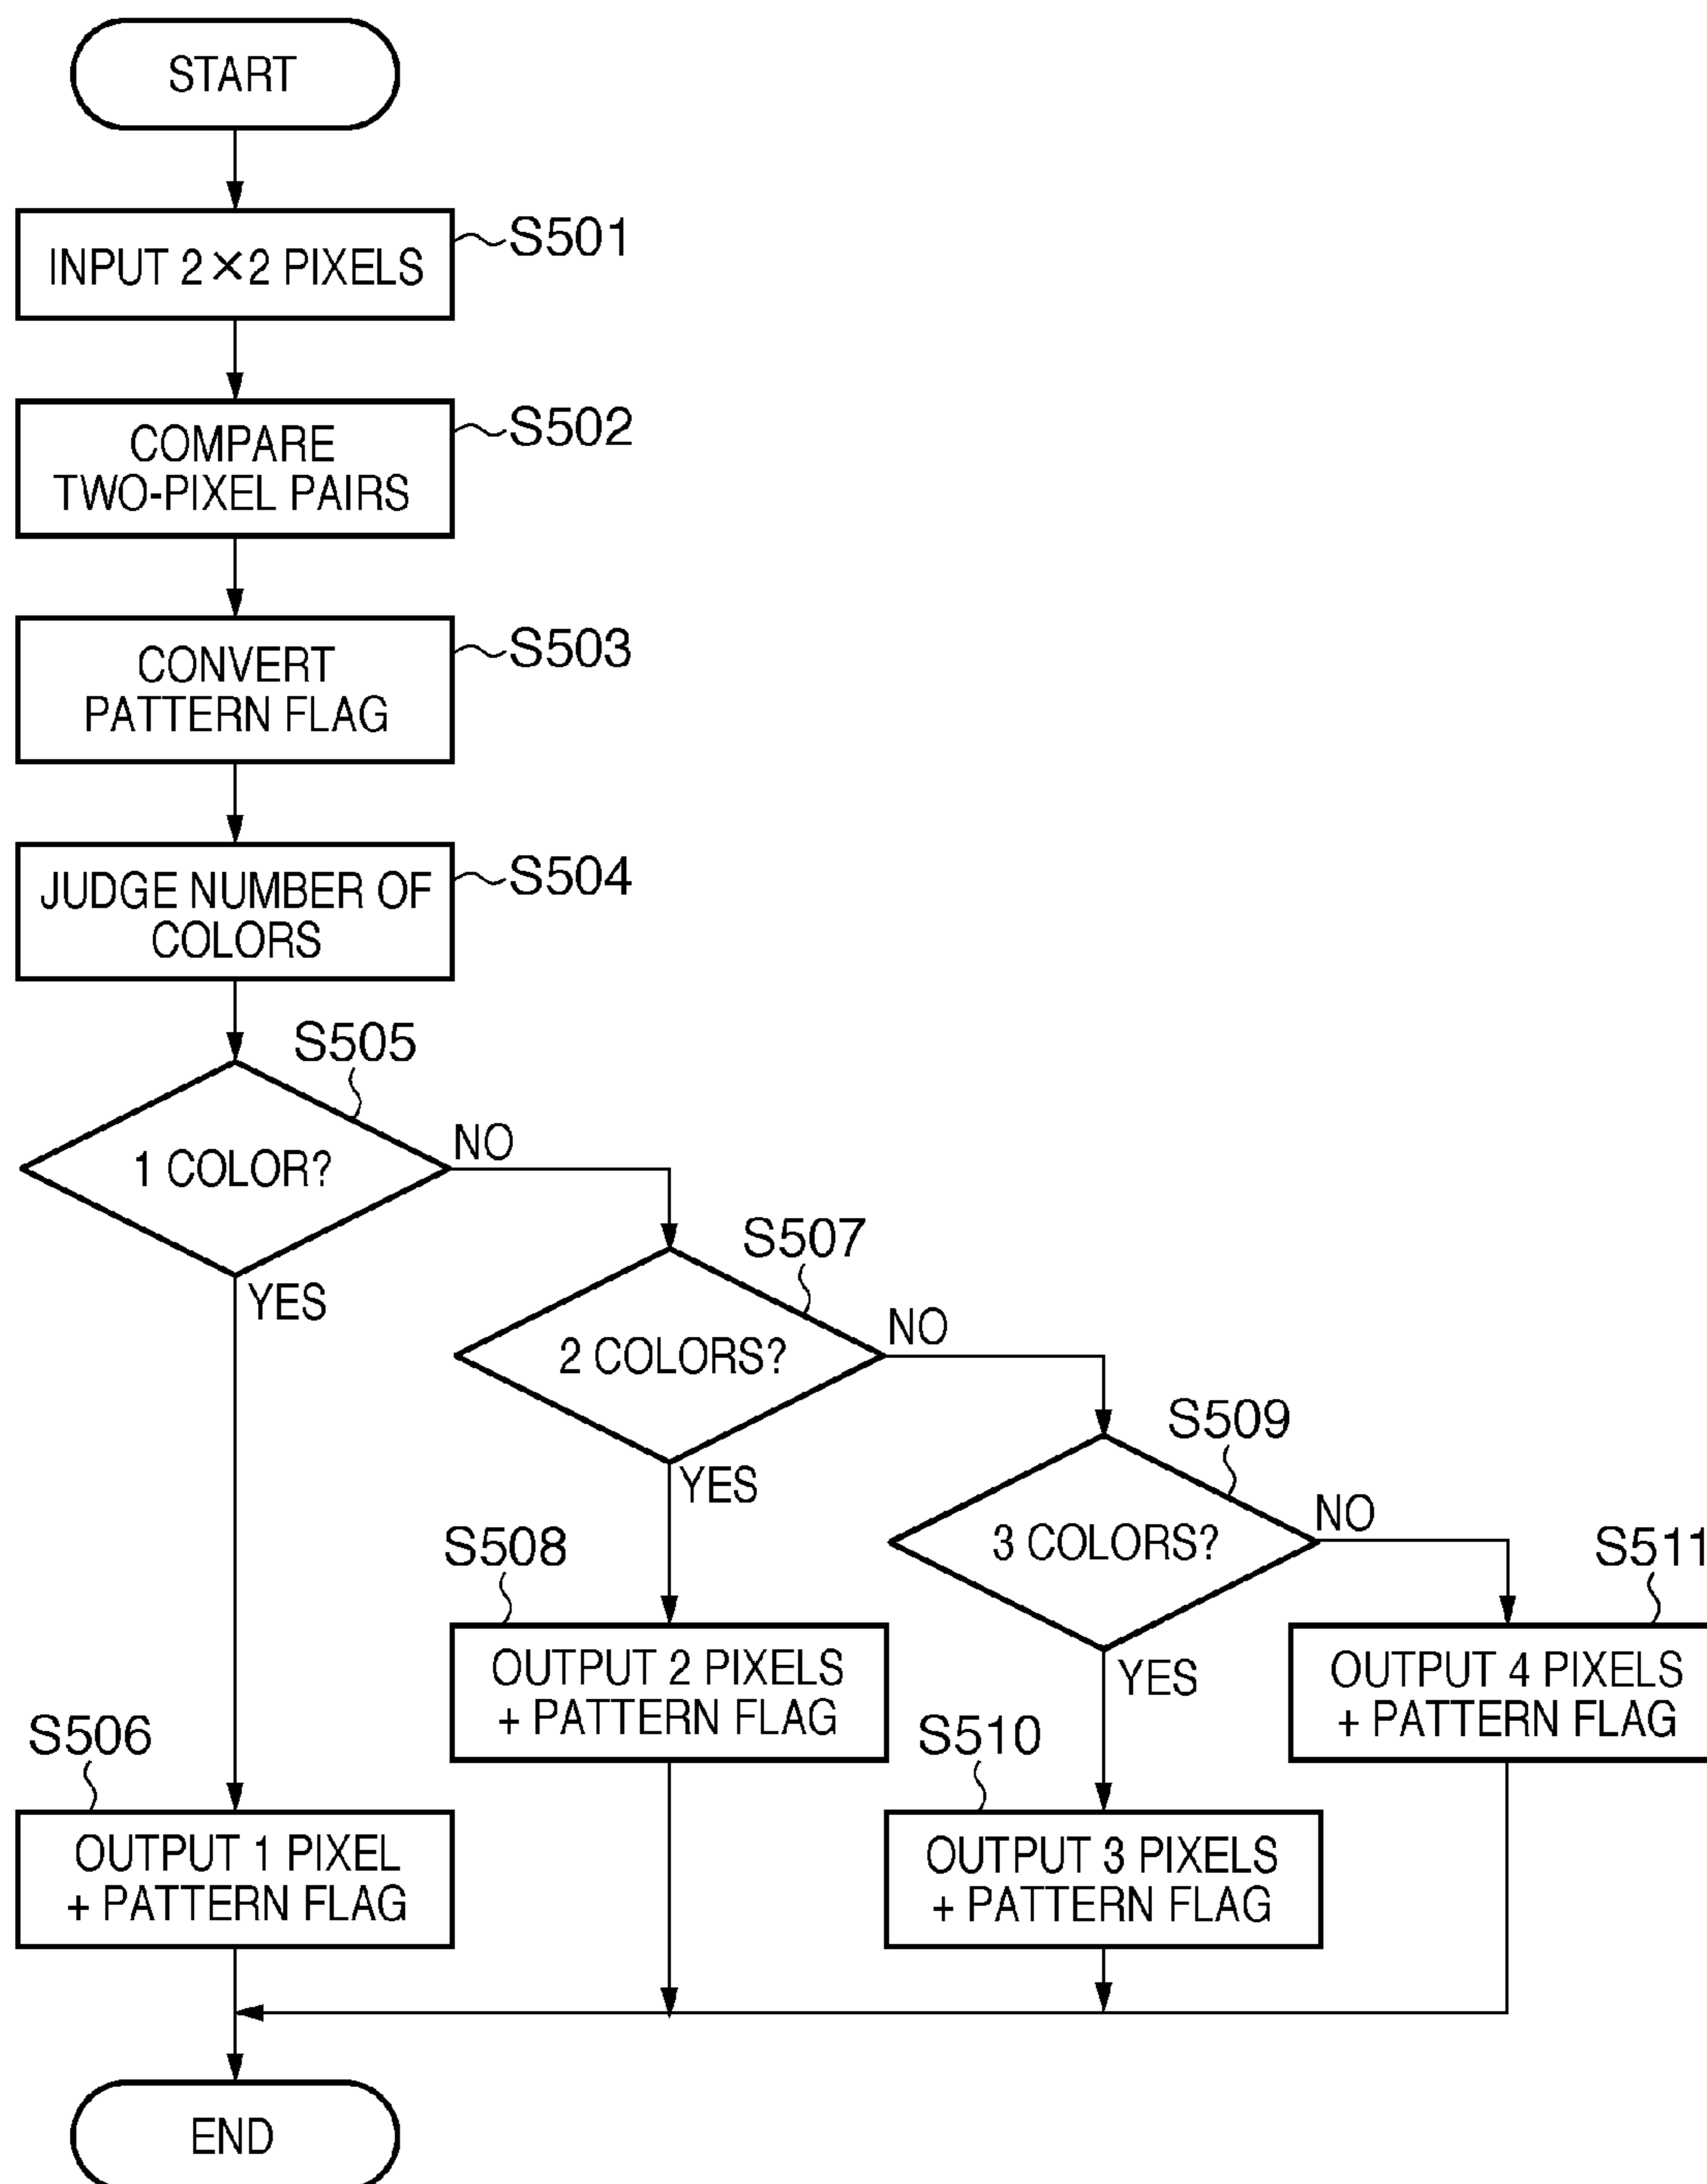 START
INPUT 2×2 PIXELS
S501
COMPARE
TWO-PIXEL PAIRS
S502
CONVERT
PATTERN FLAG
S503
JUDGE NUMBER OF
COLORS
S504
S505
1 COLOR?
NO
YES
S507
2 COLORS?
NO
YES
S509
3 COLORS?
NO
YES
S508
OUTPUT 2 PIXELS
+ PATTERN FLAG
S511
OUTPUT 4 PIXELS
+ PATTERN FLAG
S506
OUTPUT 1 PIXEL
+ PATTERN FLAG
S510
OUTPUT 3 PIXELS
+ PATTERN FLAG
END